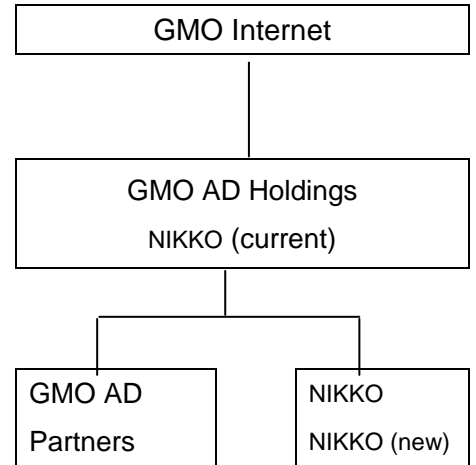 GMO Internet
GMO AD Holdings
NIKKO (current)
GMO AD
Partners
NIKKO
NIKKO (new)